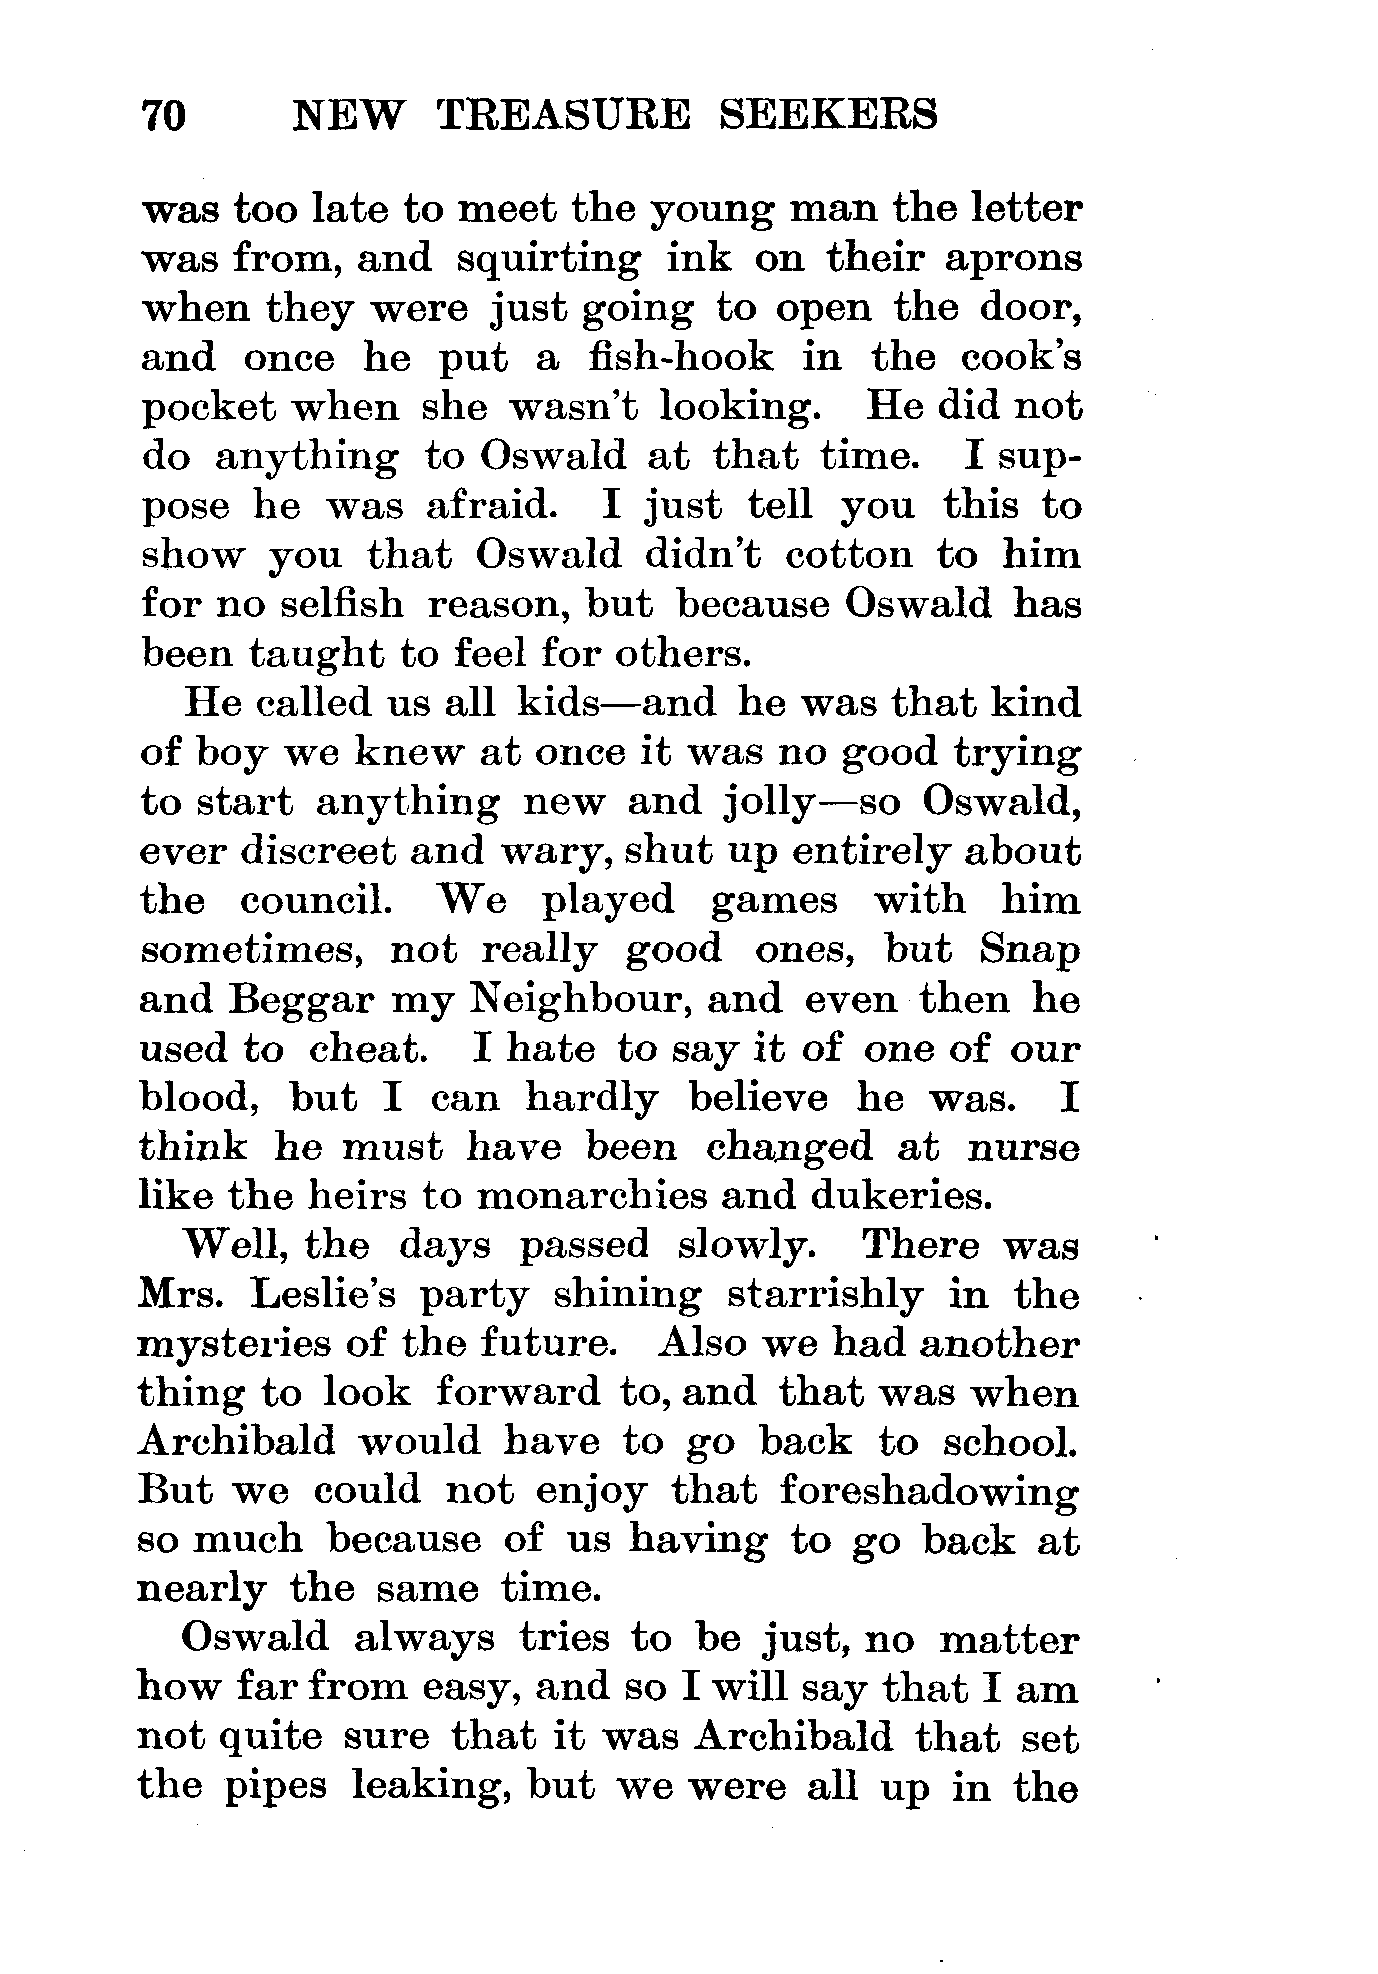 70 NEW TREASURE SEEKERS
was too late to meet the young man the letter
was from, and squirting ink on their aprons
when they were just going to open the door,
and once he put a fish-hook in the cook's
pocket when she wasn't looking. He did not
do anything to Oswald at that time. I sup-
pose he was afraid. I just tell you this to
show you that Oswald didn't cotton to him
for no selfish reason, but because Oswald has
been taught to feel for others.
He called us all kids—and he was that kind
of boy we knew at once it was no good trying
to start anything new and jolly—so Oswald,
ever discreet and wary, shut up entirely about
the council. We played games with him
sometimes, not really good ones, but Snap
and Beggar my Neighbour, and even then he
used to cheat. I hate to say it of one of our
blood, but I can hardly believe he was. I
think he must have been changed at nurse
like the heirs to monarchies and dukeries.
Well, the days passed slowly. There was
Mrs. Leslie's party shining starrishly in the
mysteries of the future. Also we had another
thing to look forward to, and that was when
Archibald would have to go back to school.
But we could not enjoy that foreshadowing
so much because of us having to go back at
nearly the same time.
Oswald always tries to be just, no matter
how far from easy, and so I will say that I am
not quite sure that it was Archibald that set
the pipes leaking, but we were all up in the